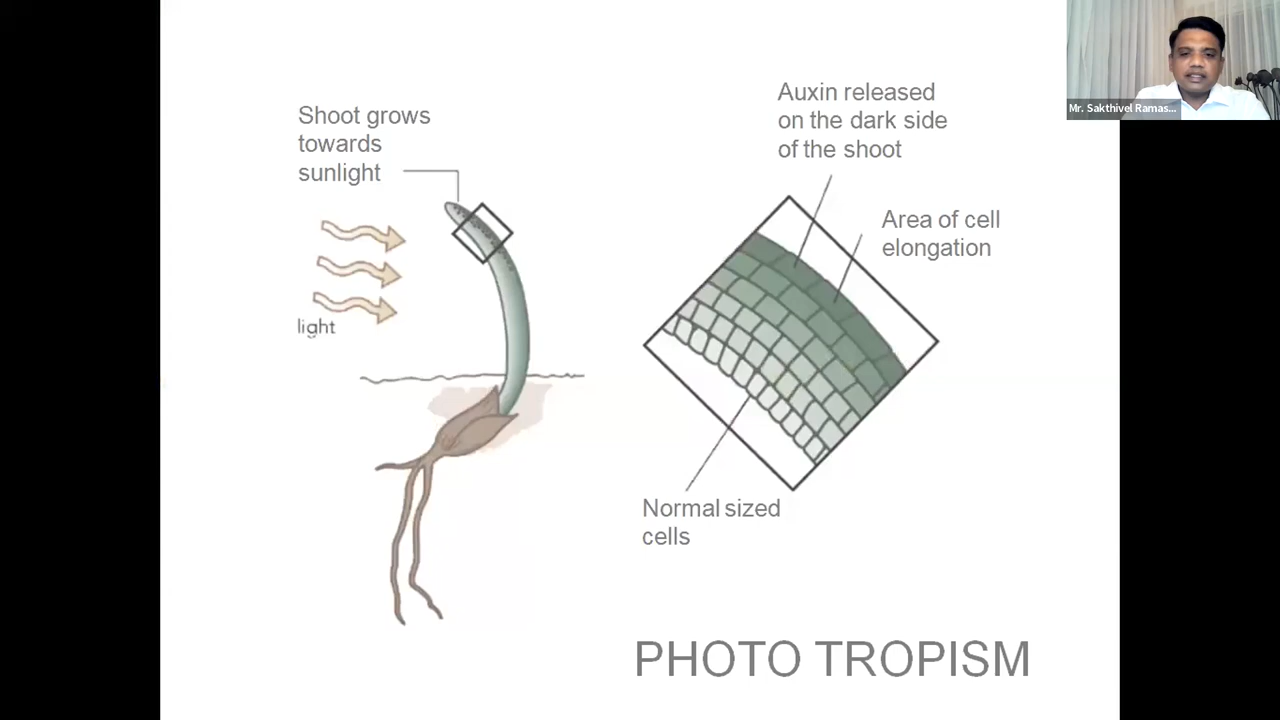 Mr. Sakthivel Ramas...
Shoot grows
towards
sunlight
light
Auxin released
on the dark side
of the shoot
Area of cell
elongation
Normal sized
cells
PHOTO TROPISM